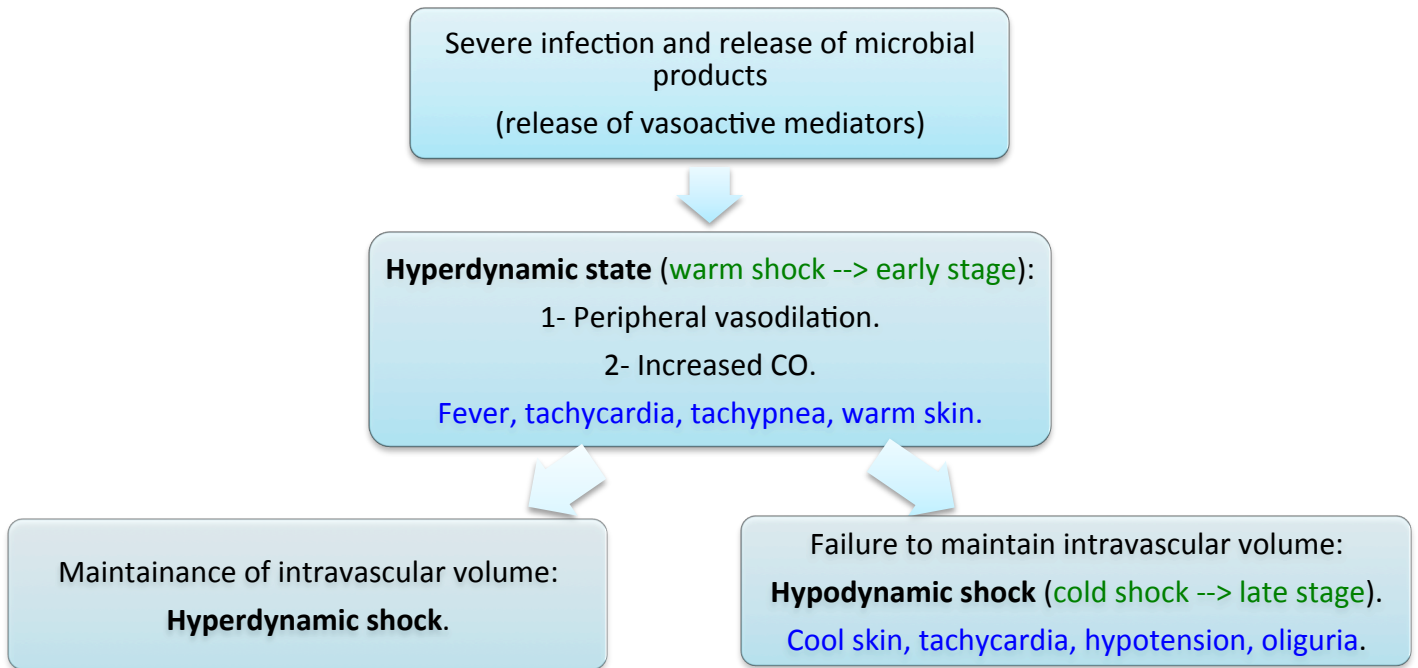 Severe infection and release of microbial
products
(release of vasoactive mediators)
Hyperdynamic state (warm shock --> early stage):
1- Peripheral vasodilation.
2- Increased CO.
Fever, tachycardia, tachypnea, warm skin.
Maintainance of intravascular volume:
Hyperdynamic shock.
Failure to maintain intravascular volume:
Hypodynamic shock (cold shock --> late stage).
Cool skin, tachycardia, hypotension, oliguria.